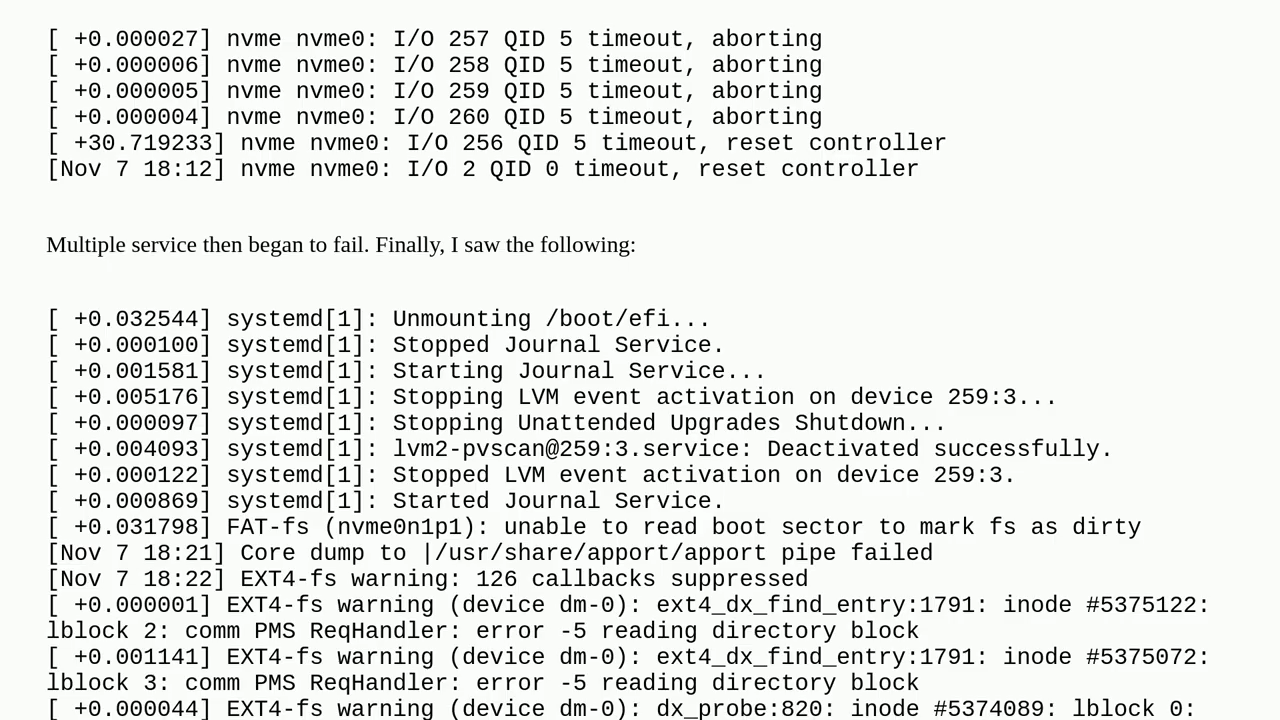 [ +0.000027] nvme nvme0: I/O 257 QID 5 timeout, aborting
[ +0.000006] nvme nvme0: I/O 258 QID 5 timeout, aborting
[ +0.000005] nvme nvme0: I/O 259 QID 5 timeout, aborting
[ +0.000004] nvme nvme0: I/O 260 QID 5 timeout, aborting
[ +30.719233] nvme nvme0: I/O 256 QID 5 timeout, reset controller
[Nov 7 18:12] nvme nvme0: I/O 2 QID 0 timeout, reset controller
Multiple service then began to fail. Finally, I saw the following:
[ +0.032544] systemd[1]: Unmounting /boot/efi...
[ +0.000100] systemd[1]: Stopped Journal Service.
[ +0.001581] systemd[1]: Starting Journal Service...
[ +0.005176] systemd[1]: Stopping LVM event activation on device 259:3...
[ +0.000097] systemd[1]: Stopping Unattended Upgrades Shutdown...
[ +0.004093] systemd[1]: lvm2-pvscan@259:3.service: Deactivated successfully.
[ +0.000122] systemd[1]: Stopped LVM event activation on device 259:3.
[ +0.000869] systemd[1]: Started Journal Service.
[ +0.031798] FAT-fs (nvme0n1p1): unable to read boot sector to mark fs as dirty
[Nov 7 18:21] Core dump to |/usr/share/apport/apport pipe failed
[Nov 7 18:22] EXT4-fs warning: 126 callbacks suppressed
[ +0.000001] EXT4-fs warning (device dm-0): ext4_dx_find_entry:1791: inode #5375122:
lblock 2: comm PMS ReqHandler: error -5 reading directory block
[ +0.001141] EXT4-fs warning (device dm-0): ext4_dx_find_entry:1791: inode #5375072:
lblock 3: comm PMS ReqHandler: error -5 reading directory block
[ +0.000044] EXT4-fs warning (device dm-0): dx_probe:820: inode #5374089: lblock 0: